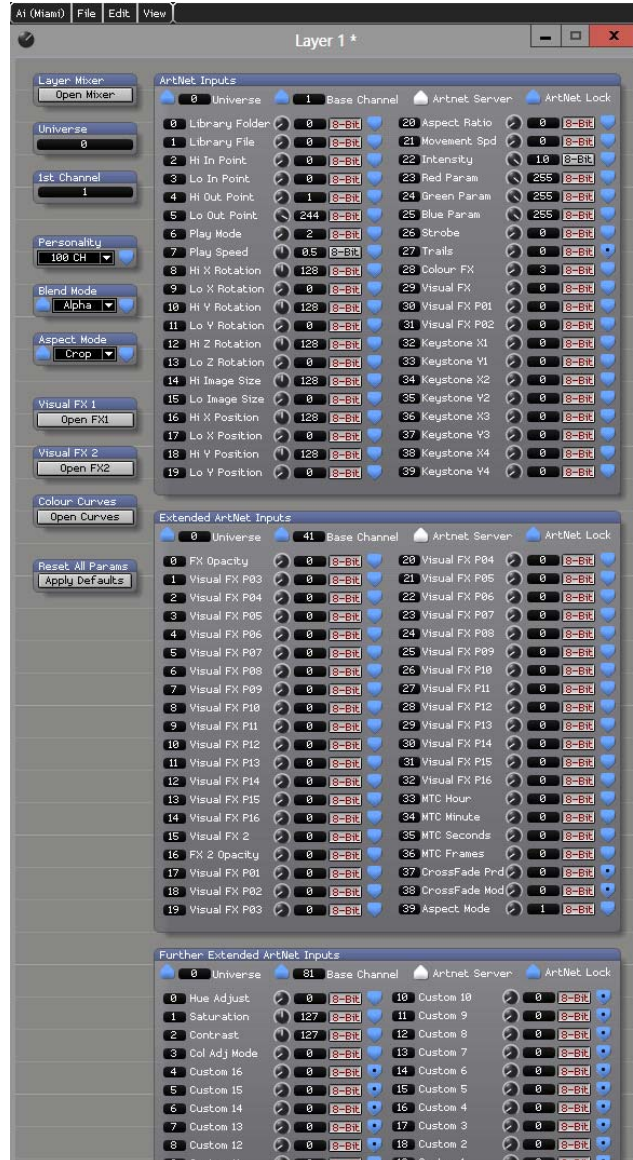 Ai (Miami) File Edit View
Layer 1 *
Layer Mixer
Open Mixer
Universe
0
1st Channel
1
Personality
100 CH
Blend Mode
Alpha
Aspect Mode
Crop
Visual FX 1
Open FX1
Visual FX 2
Open FX2
Colour Curves
Open Curves
Reset All Params
Apply Defaults
ArtNet Inputs
0 Universe 1 Base Channel Artnet Server ArtNet Lock
0 Library Folder 0 8-Bit 20 Aspect Ratio 0 8-Bit
1 Library File 0 8-Bit 21 Movement Spd 0 8-Bit
2 Hi In Point 0 8-Bit 22 Intensity 1.0 8-Bit
3 Lo In Point 0 8-Bit 23 Red Param 255 8-Bit
4 Hi Out Point 1 8-Bit 24 Green Param 255 8-Bit
5 Lo Out Point 244 8-Bit 25 Blue Param 255 8-Bit
6 Play Mode 2 8-Bit 26 Strobe 0 8-Bit
7 Play Speed 0.5 8-Bit 27 Trails 0 8-Bit
8 Hi X Rotation 128 8-Bit 28 Colour FX 3 8-Bit
9 Lo X Rotation 0 8-Bit 29 Visual FX 0 8-Bit
10 Hi Y Rotation 128 8-Bit 30 Visual FX P01 0 8-Bit
11 Lo Y Rotation 0 8-Bit 31 Visual FX P02 0 8-Bit
12 Hi Z Rotation 128 8-Bit 32 Keystone X1 0 8-Bit
13 Lo Z Rotation 0 8-Bit 33 Keystone Y1 0 8-Bit
14 Hi Image Size 128 8-Bit 34 Keystone X2 0 8-Bit
15 Lo Image Size 0 8-Bit 35 Keystone Y2 0 8-Bit
16 Hi X Position 128 8-Bit 36 Keystone X3 0 8-Bit
17 Lo X Position 0 8-Bit 37 Keystone Y3 0 8-Bit
18 Hi Y Position 128 8-Bit 38 Keystone X4 0 8-Bit
19 Lo Y Position 0 8-Bit 39 Keystone Y4 0 8-Bit
Extended ArtNet Inputs
0 Universe 41 Base Channel Artnet Server ArtNet Lock
0 FX Opacity 0 8-Bit 20 Visual FX P04 0 8-Bit
1 Visual FX P03 0 8-Bit 21 Visual FX P05 0 8-Bit
2 Visual FX P04 0 8-Bit 22 Visual FX P06 0 8-Bit
3 Visual FX P05 0 8-Bit 23 Visual FX P07 0 8-Bit
4 Visual FX P06 0 8-Bit 24 Visual FX P08 0 8-Bit
5 Visual FX P07 0 8-Bit 25 Visual FX P09 0 8-Bit
6 Visual FX P08 0 8-Bit 26 Visual FX P10 0 8-Bit
7 Visual FX P09 0 8-Bit 27 Visual FX P11 0 8-Bit
8 Visual FX P10 0 8-Bit 28 Visual FX P12 0 8-Bit
9 Visual FX P11 0 8-Bit 29 Visual FX P13 0 8-Bit
10 Visual FX P12 0 8-Bit 30 Visual FX P14 0 8-Bit
11 Visual FX P13 0 8-Bit 31 Visual FX P15 0 8-Bit
12 Visual FX P14 0 8-Bit 32 Visual FX P16 0 8-Bit
13 Visual FX P15 0 8-Bit 33 MTC Hour 0 8-Bit
14 Visual FX P16 0 8-Bit 34 MTC Minute 0 8-Bit
15 Visual FX 2 0 8-Bit 35 MTC Seconds 0 8-Bit
16 FX 2 Opacity 0 8-Bit 36 MTC Frames 0 8-Bit
17 Visual FX P01 0 8-Bit 37 CrossFade Prd 0 8-Bit
18 Visual FX P02 0 8-Bit 38 CrossFade Mod 0 8-Bit
19 Visual FX P03 0 8-Bit 39 Aspect Mode 1 8-Bit
Further Extended ArtNet Inputs
0 Universe 81 Base Channel Artnet Server ArtNet Lock
0 Hue Adjust 0 8-Bit 10 Custom 10 0 8-Bit
1 Saturation 127 8-Bit 11 Custom 9 0 8-Bit
2 Contrast 127 8-Bit 12 Custom 8 0 8-Bit
3 Col Adj Mode 0 8-Bit 13 Custom 7 0 8-Bit
4 Custom 16 0 8-Bit 14 Custom 6 0 8-Bit
5 Custom 15 0 8-Bit 15 Custom 5 0 8-Bit
6 Custom 14 0 8-Bit 16 Custom 4 0 8-Bit
7 Custom 13 0 8-Bit 17 Custom 3 0 8-Bit
8 Custom 12 0 8-Bit 18 Custom 2 0 8-Bit